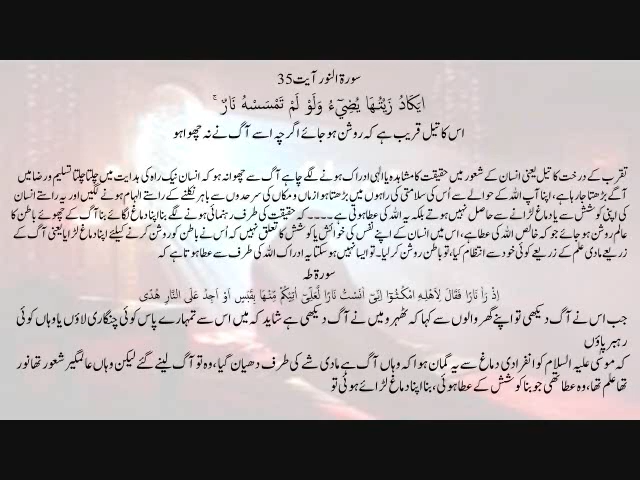 سورۃ النور آیت 35
ایَکَادُ زَیْتُهَا یُضِیْٓءُ وَلَوْ لَمْ تَمْسَسْهُ نَارٌ ۚ
اس کا تیل قریب ہے کہ روشن ہو جائے اگرچہ اسے آگ نے نہ چھوا ہو
تقرب کے درخت کا تیل یعنی انسان کے شعور میں حقیقت کا مشاہدہ یا الٰہی ادراک ہونے لگے چاہے آگ سے چھوا نہ ہو کہ انسان نیک راہ کی ہدایت میں چلتا چلتا تسلیم و رضا میں
آگے بڑھتا جا رہا ہے، اپنا آپ اللہ کے حوالے سے اُس کی سلامتی کی راہوں میں بڑھتا ہوا زماں و مکاں کی سرحدوں سے باہر نکلنے کے راستے الہام ہونے لگیں اور یہ راستے انسان
کی اپنی کوشش سے یا دماغ لڑانے سے حاصل نہیں ہوتے بلکہ یہ اللہ کی عطا ہوتی ہے۔۔۔۔۔ کہ حقیقت کی طرف رہنمائی ہونے لگے بنا اپنا دماغ لگائے بنا آگ کے چھوئے باطن کا
عالم روشن ہو جائے جو کہ خالص اللہ کی عطا ہے، اس میں انسان کے اپنے نفس کی خواہش یا کوشش کا تعلق نہیں کہ اُس نے باطن کو روشن کرنے کیلئے اپنا دماغ لڑایا یعنی آگ کے
ذریعے مادی علم کے ذریعے کوئی خود سے انتظام کیا، تو باطن روشن کر لیا۔ تو ایسا نہیں ہو سکتا یہ ادراک اللہ کی طرف سے عطا ہوتا ہے کہ
سورۃ طہ
اِذْ رَاٰ نَارًا فَقَالَ لِاَهْلِهِ امْکُثُوْۤا اِنِّیْۤ اٰنَسْتُ نَارًا لَّعَلِّیْۤ اٰتِیْکُمْ مِّنْهَا بِقَبَسٍ اَوْ اَجِدُ عَلَی النَّارِ هُدًی
جب اس نے آگ دیکھی تو اپنے گھر والوں سے کہا کہ ٹھہرو میں نے آگ دیکھی ہے شاید کہ میں اس سے تمہارے پاس کوئی چنگاری لاؤں یا وہاں کوئی
رہبر پاؤں
کہ موسیٰ علیہ السلام کو انفرادی دماغ سے یہ گمان ہوا کہ وہاں آگ ہے مادی شے کی طرف دھیان گیا، وہ تو آگ لینے گئے لیکن وہاں عالمگیر شعور تھا نور
تھا علم تھا، وہ عطا تھی جو بنا کوشش کے عطا ہوئی، بنا اپنا دماغ لڑائے ہوئی تو